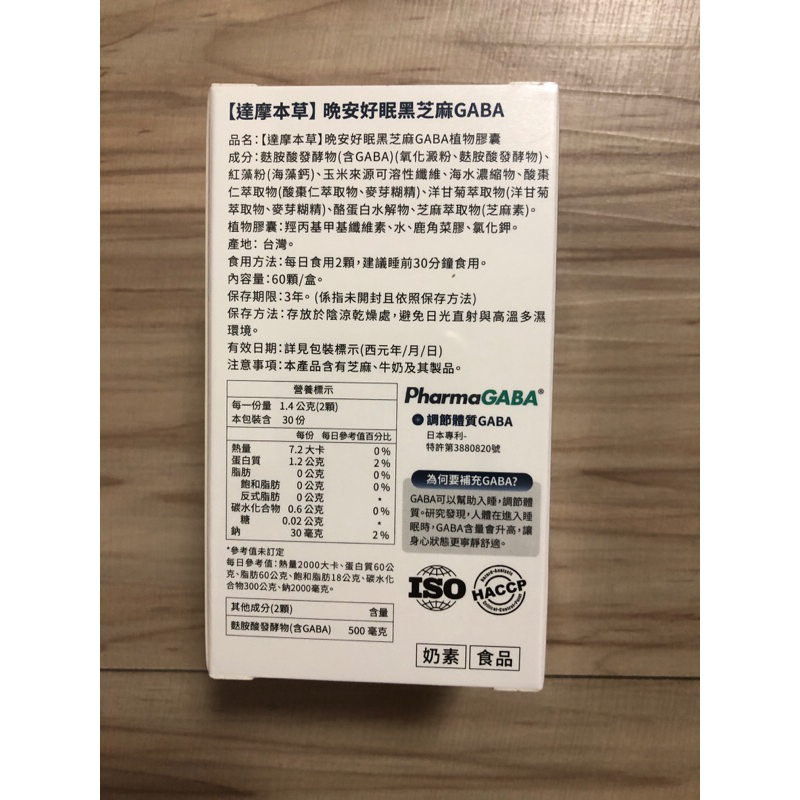 【達摩本草】晚安好眠黑芝麻GABA
品名:【達摩本草】晚安好眠黑芝麻GABA植物膠囊
成分:麩胺酸發酵物(含GABA)(氧化澱粉、麩胺酸發酵物)、
紅藻粉(海藻鈣)、玉米來源可溶性纖維、海水濃縮物、酸棗
仁萃取物(酸棗仁萃取物、麥芽糊精)、洋甘菊萃取物(洋甘菊
萃取物、麥芽糊精)、酪蛋白水解物、芝麻萃取物(芝麻素)。
植物膠囊:羥丙基甲基纖維素、水、鹿角菜膠、氯化鉀。
產地: 台灣。
食用方法:每日食用2顆,建議睡前30分鐘食用。
內容量:60顆/盒。
保存期限:3年。(係指未開封且依照保存方法)
保存方法:存放於陰涼乾燥處,避免日光直射與高溫多濕
環境。
有效日期:詳見包裝標示(西元年/月/日)
注意事項:本產品含有芝麻、牛奶及其製品。
營養標示
每一份量 1.4公克(2顆)
本包裝含 30份
每份 每日參考值百分比
熱量 7.2大卡 0%
蛋白質 1.2公克 2%
脂肪 0公克 0%
飽和脂肪 0公克 0%
反式脂肪 0公克 *
碳水化合物 0.6公克 0%
糖 0.02公克 *
鈉 30毫克 2%
*參考值未訂定
每日參考值:熱量2000大卡、蛋白質60公
克、脂肪60公克、飽和脂肪18公克、碳水化
合物300公克、鈉2000毫克。
其他成分(2顆) 含量
麩胺酸發酵物(含GABA) 500毫克
PharmaGABA®
調節體質GABA
日本專利-
特許第3880820號
為何要補充GABA?
GABA可以幫助入睡,調節體
質。研究發現,人體在進入睡
眠時,GABA含量會升高,讓
身心狀態更寧靜舒適。
ISO
HACCP
奶素
食品